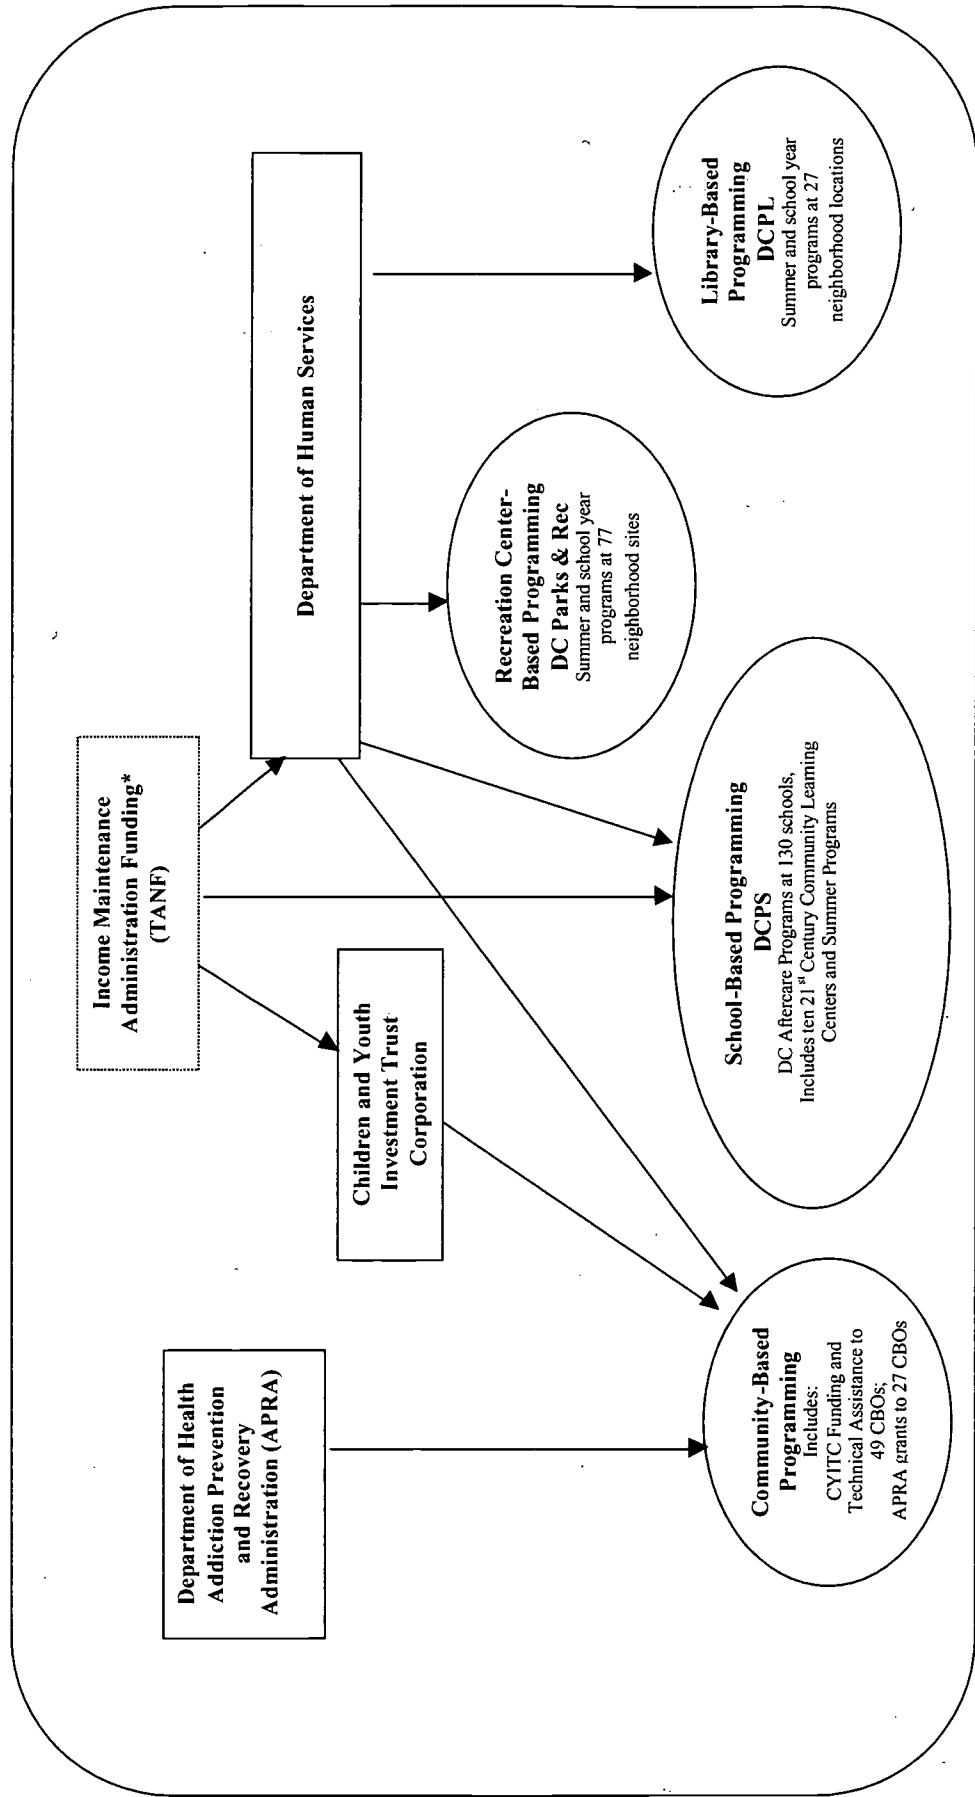 Income Maintenance
Administration Funding*
(TANF)
Department of Health
Addiction Prevention
and Recovery
Administration (APRA)
Department of Human Services
Children and Youth
Investment Trust
Corporation
Recreation Center-
Based Programming
DC Parks & Rec
Summer and school year
programs at 77
neighborhood sites
Library-Based
Programming
DCPL
Summer and school year
programs at 27
neighborhood locations
School-Based Programming
DCPS
DC Aftercare Programs at 130 schools,
Includes ten 21st Century Community Learning
Centers and Summer Programs
Community-Based
Programming
Includes:
CYITC Funding and
Technical Assistance to
49 CBOs;
APRA grants to 27 CBOs